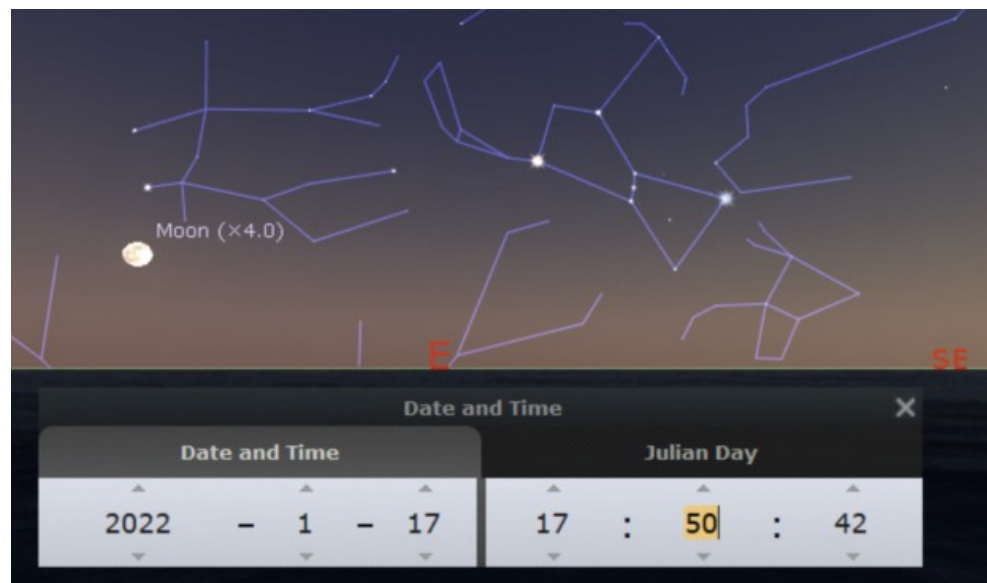 Moon (×4.0)
E
SE
Date and Time
×
Date and Time Julian Day
2022 - 1 - 17 17 : 50 : 42